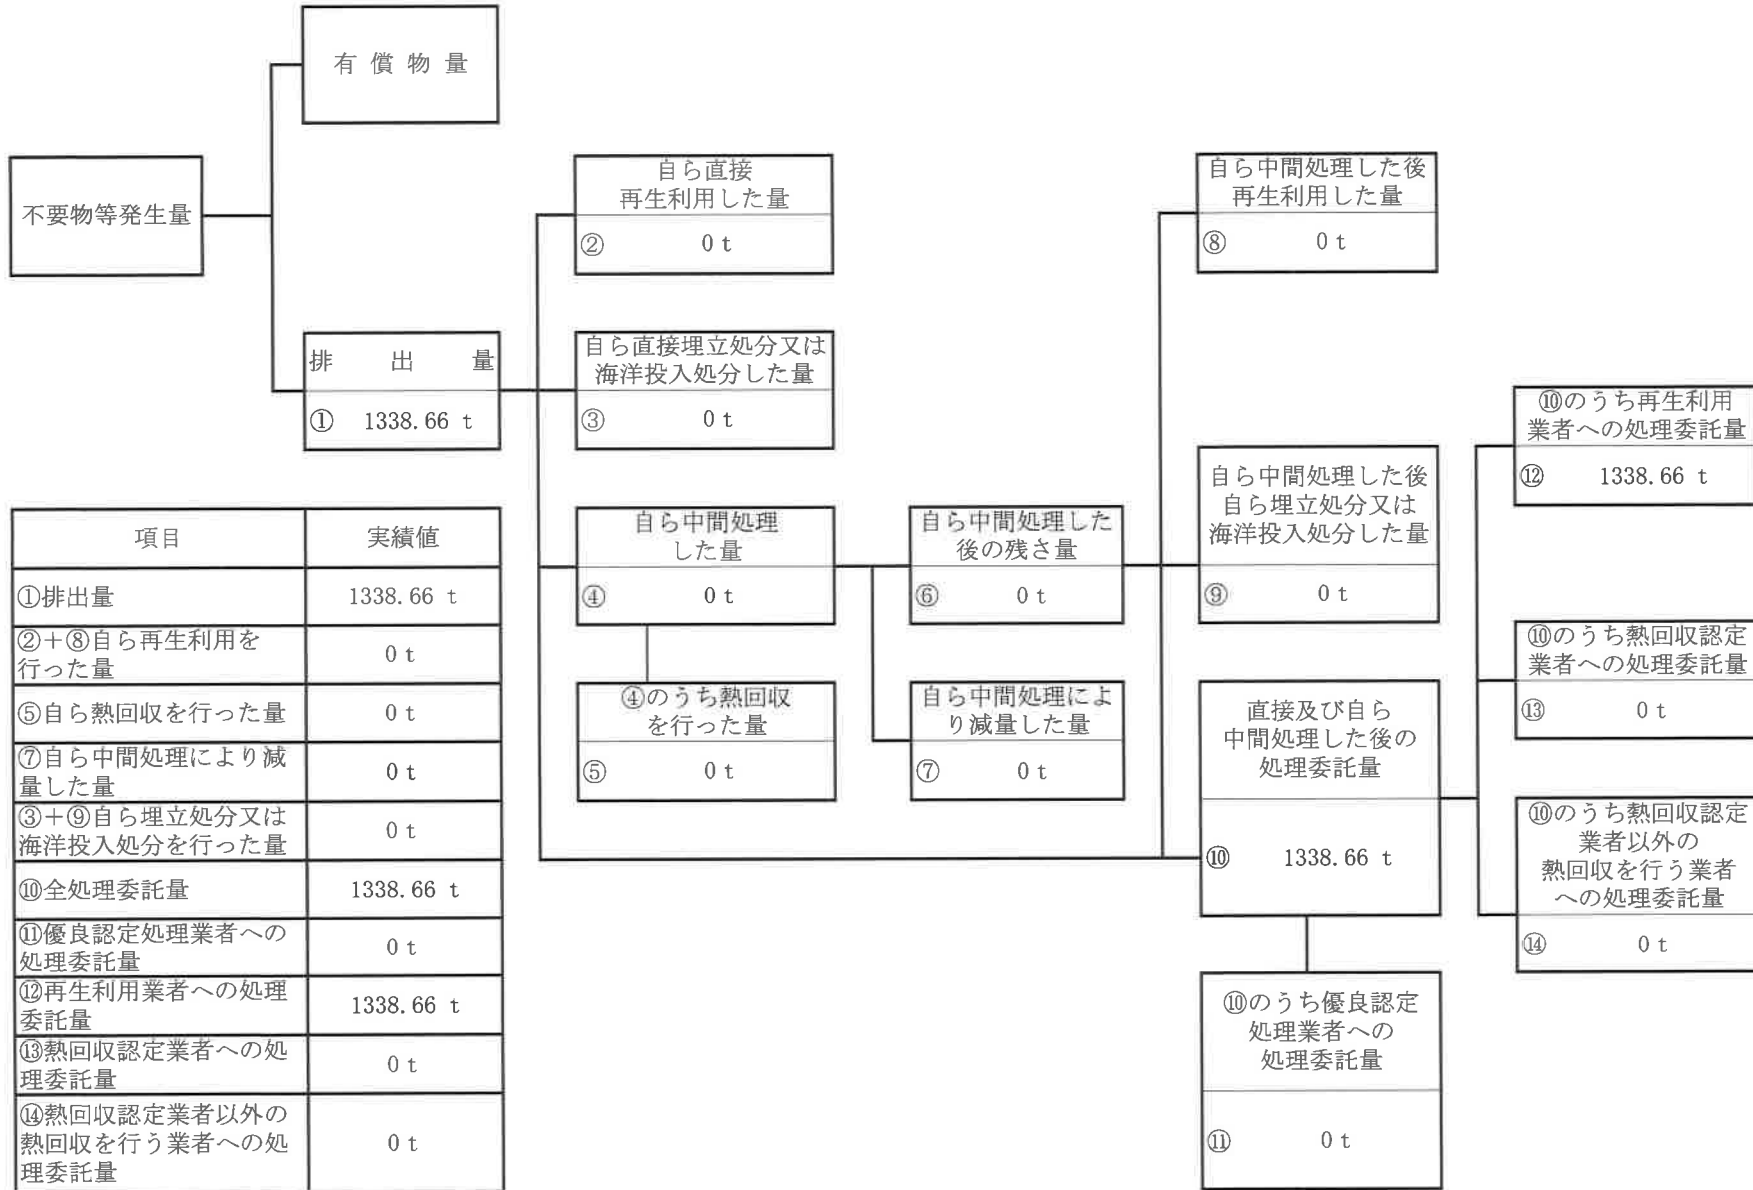 有償物量
不要物等発生量
排出量
① 1338.66 t
自ら直接
再生利用した量
② 0 t
自ら直接埋立処分又は
海洋投入処分した量
③ 0 t
自ら中間処理
した量
④ 0 t
④のうち熱回収
を行った量
⑤ 0 t
自ら中間処理した
後の残さ量
⑥ 0 t
自ら中間処理によ
り減量した量
⑦ 0 t
自ら中間処理した後
再生利用した量
⑧ 0 t
自ら中間処理した後
自ら埋立処分又は
海洋投入処分した量
⑨ 0 t
直接及び自ら
中間処理した後の
処理委託量
⑩ 1338.66 t
⑩のうち優良認定
処理業者への
処理委託量
⑪ 0 t
⑩のうち再生利用
業者への処理委託量
⑫ 1338.66 t
⑩のうち熱回収認定
業者への処理委託量
⑬ 0 t
⑩のうち熱回収認定
業者以外の
熱回収を行う業者
への処理委託量
⑭ 0 t
項目 実績値
①排出量 1338.66 t
②+⑧自ら再生利用を
行った量 0 t
⑤自ら熱回収を行った量 0 t
⑦自ら中間処理により減
量した量 0 t
③+⑨自ら埋立処分又は
海洋投入処分を行った量 0 t
⑩全処理委託量 1338.66 t
⑪優良認定処理業者への
処理委託量 0 t
⑫再生利用業者への処理
委託量 1338.66 t
⑬熱回収認定業者への処
理委託量 0 t
⑭熱回収認定業者以外の
熱回収を行う業者への処
理委託量 0 t